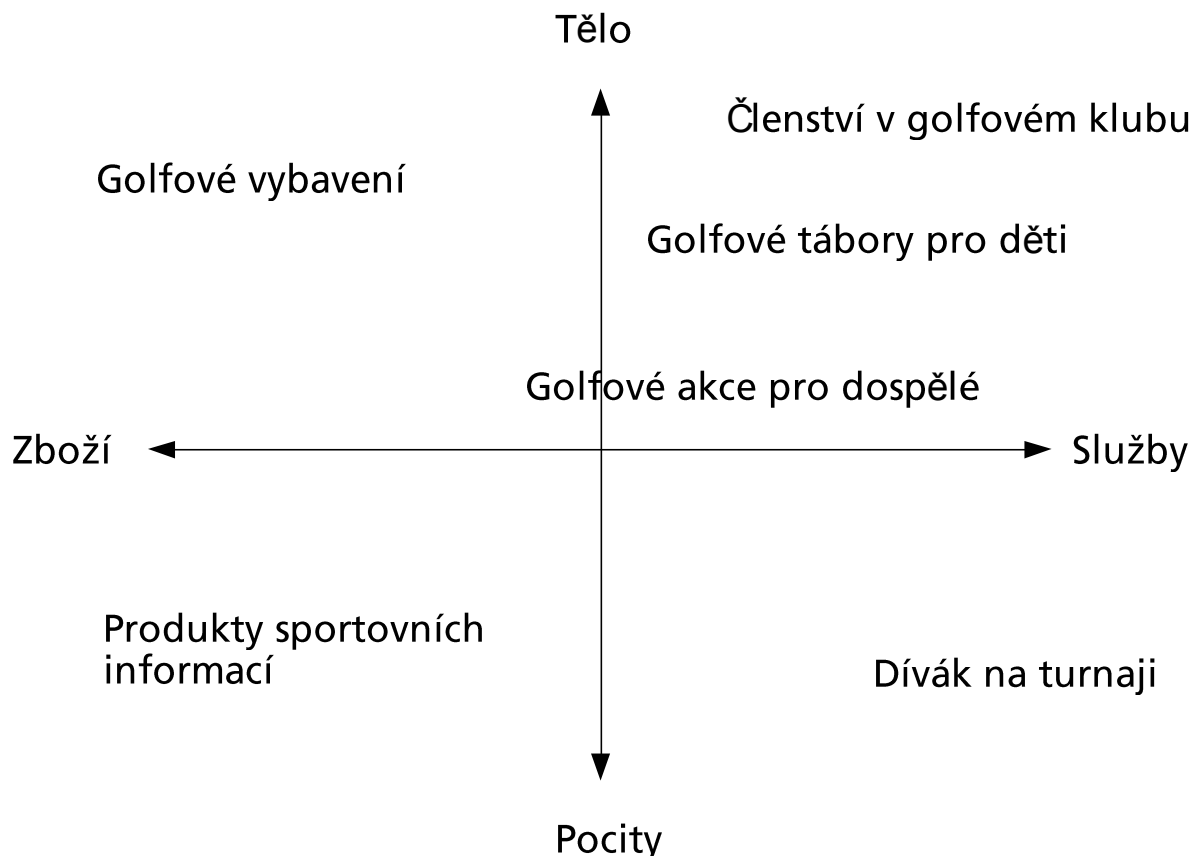 Tělo
Členství v golfovém klubu
Golfové vybavení
Golfové tábory pro děti
Golfové akce pro dospělé
Zboží
Služby
Produkty sportovních
informací
Dívák na turnaji
Pocity